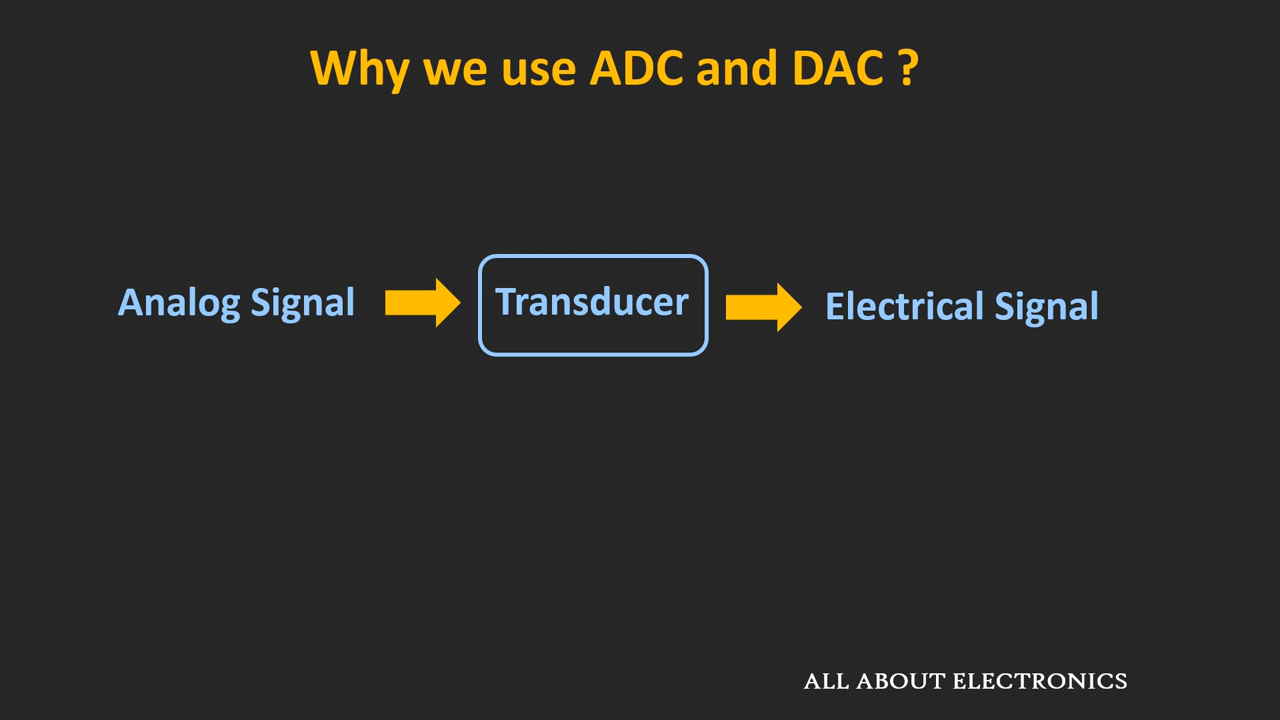 Why we use ADC and DAC ?
Analog Signal
Transducer
Electrical Signal
ALL ABOUT ELECTRONICS